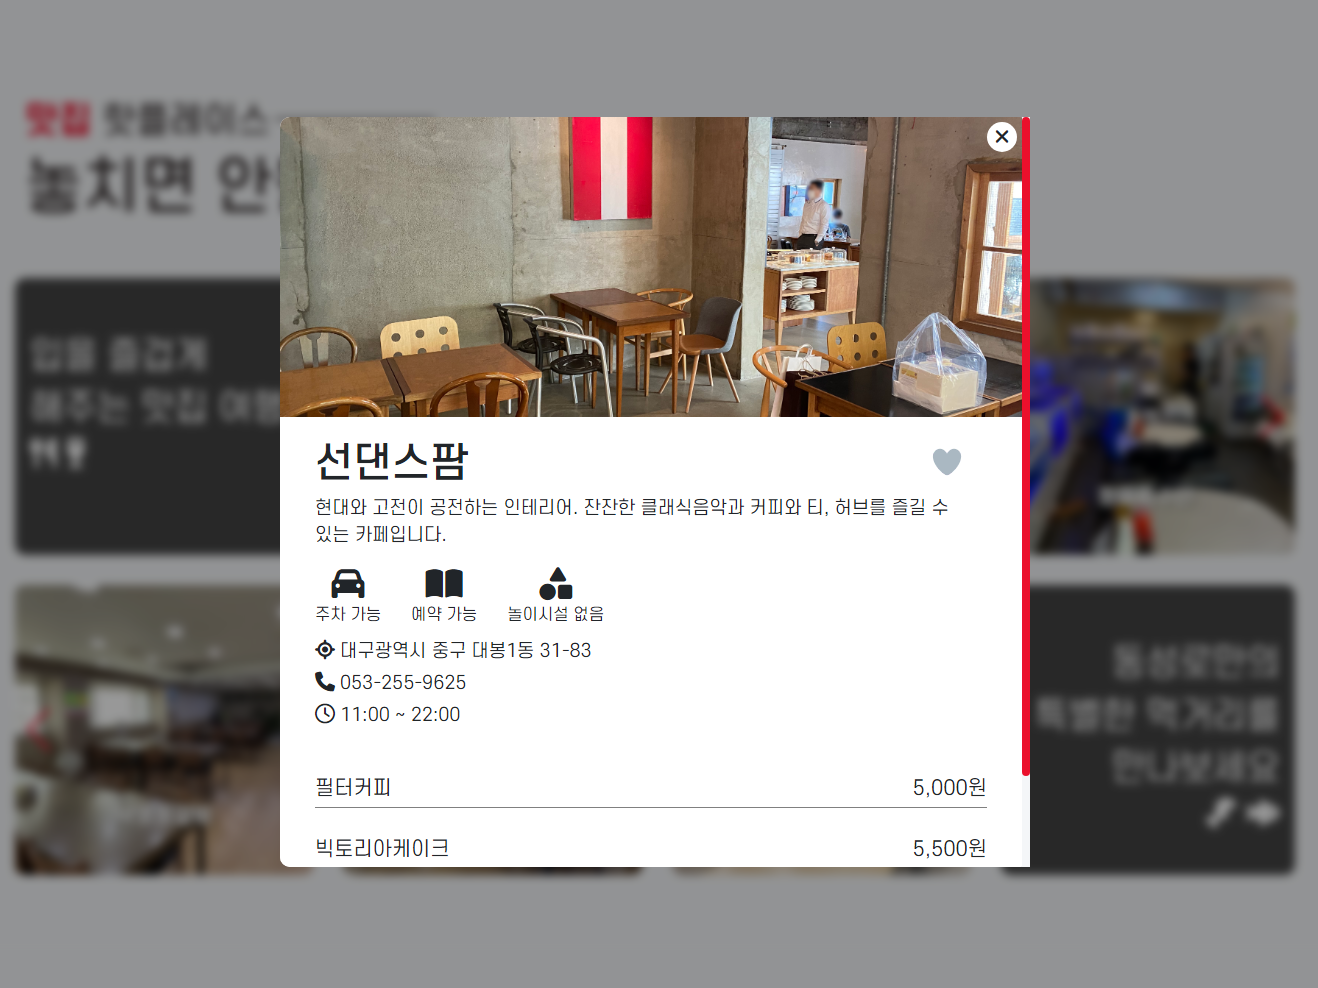 맛집 핫플레이스
놓치면 안
입을 즐겁게
해주는 맛집 여행
선댄스팜
현대와 고전이 공전하는 인테리어. 잔잔한 클래식음악과 커피와 티, 허브를 즐길 수
있는 카페입니다.
주차 가능
예약 가능
놀이시설 없음
대구광역시 중구 대봉1동 31-83
053-255-9625
11:00 ~ 22:00
필터커피 5,000원
빅토리아케이크 5,500원
동성로만의
특별한 먹거리를
만나보세요